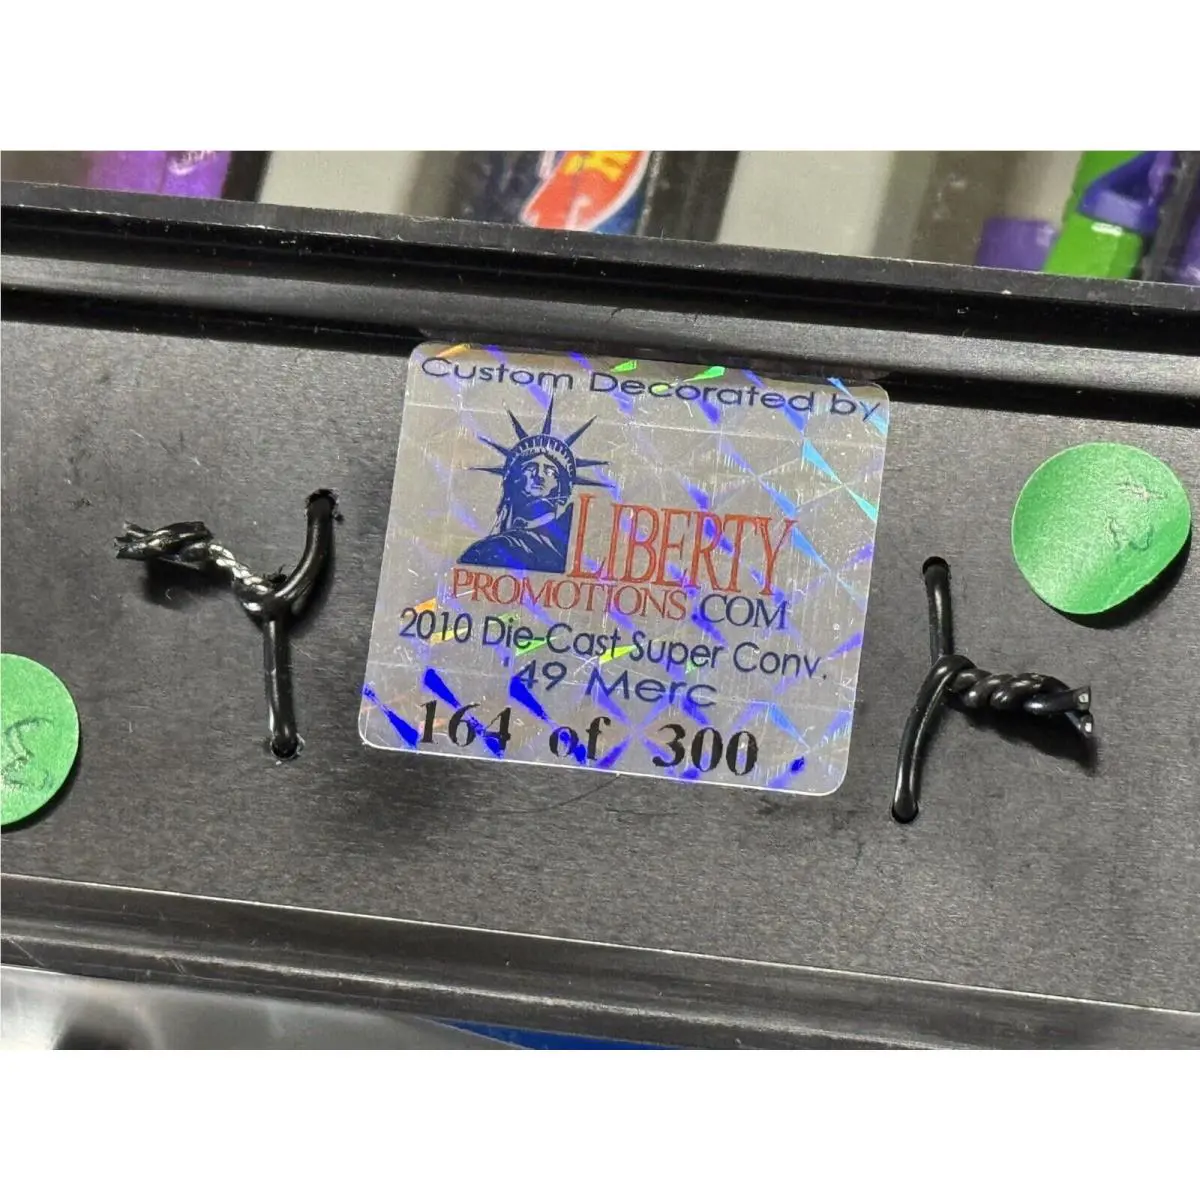 Custom Decorated by
LIBERTY
PROMOTIONS.COM
2010 Die-Cast Super Conv.
'49 Merc
164 of 300